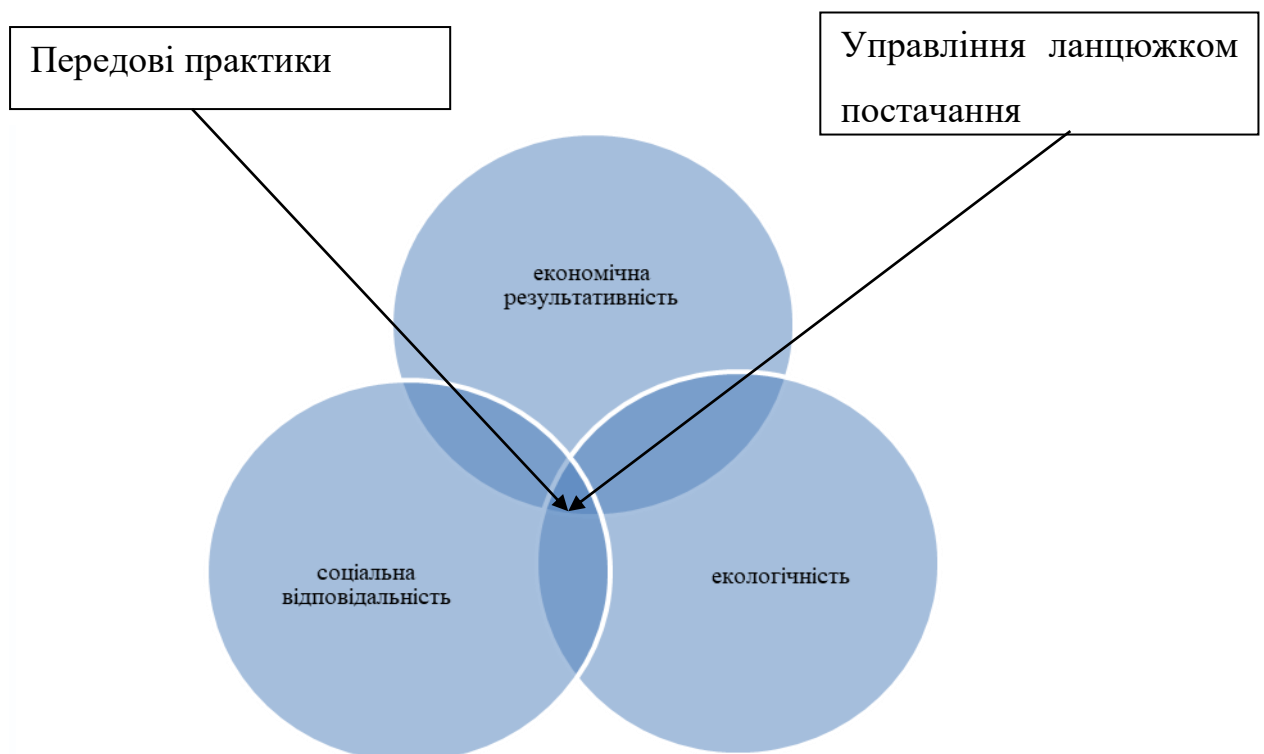 Передові практики
Управління ланцюжком
постачання
економічна
результативність
соціальна
відповідальність
екологічність